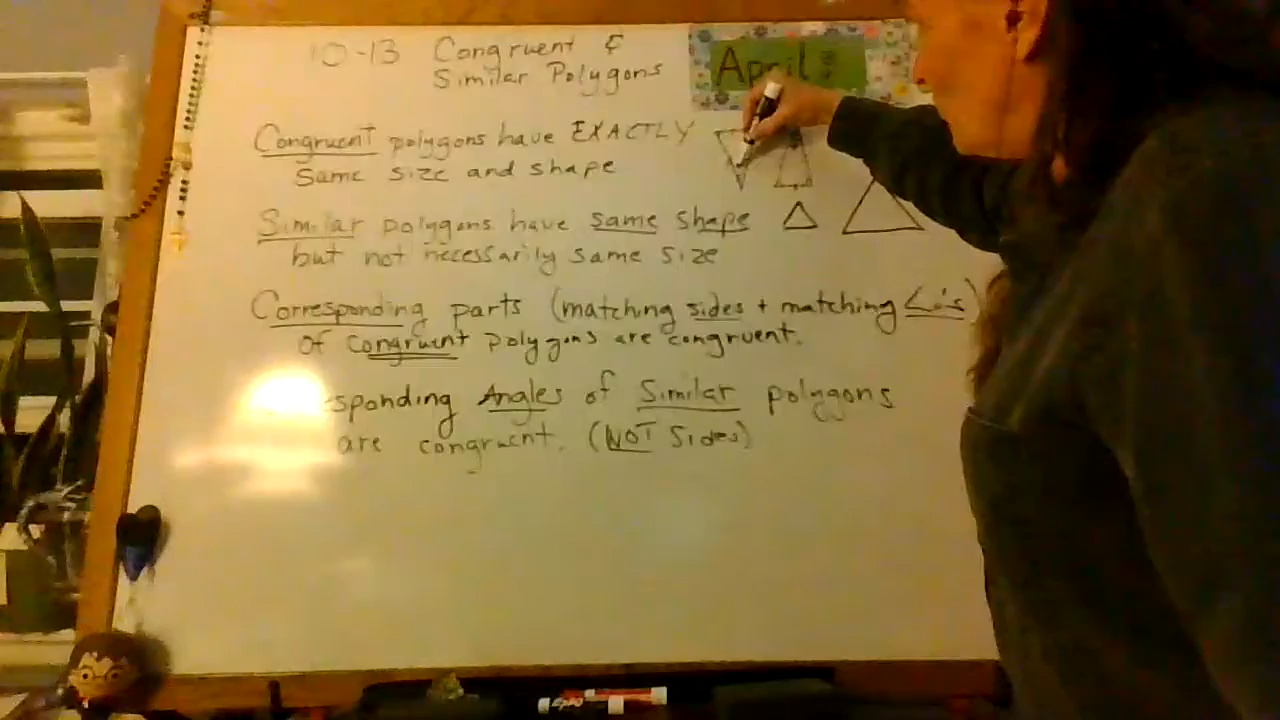 10-13 Congruent &
Similar Polygons
April
Congruent polygons have EXACTLY
same size and shape
Similar polygons have same shape
but not necessarily same size
Corresponding parts (matching sides + matching ∠'s)
of congruent polygons are congruent.
sponding Angles of Similar polygons
are congruent. (NOT Sides)
EXPO